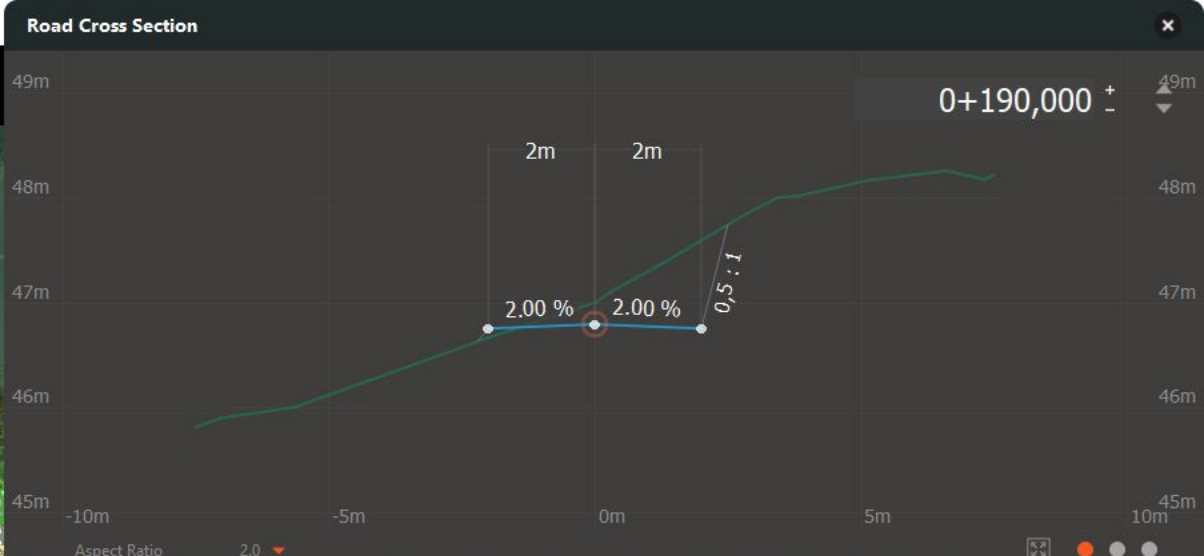 Road Cross Section
49m 0+190,000 + 49m
−
2m 2m
48m 48m
0,5 : 1
47m 47m
2.00 % 2.00 %
46m 46m
45m 45m
-10m -5m 0m 5m 10m
Aspect Ratio 2.0